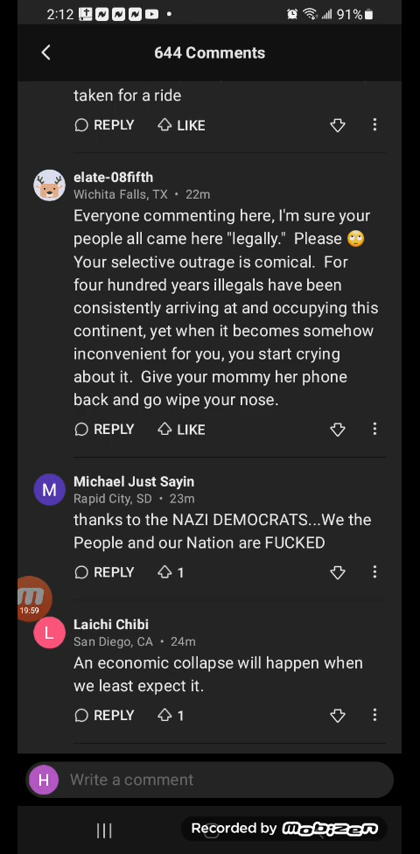 2:12 91%
644 Comments
taken for a ride
REPLY LIKE
elate-08fifth
Wichita Falls, TX • 22m
Everyone commenting here, I'm sure your
people all came here "legally." Please 🙄
Your selective outrage is comical. For
four hundred years illegals have been
consistently arriving at and occupying this
continent, yet when it becomes somehow
inconvenient for you, you start crying
about it. Give your mommy her phone
back and go wipe your nose.
REPLY LIKE
M
Michael Just Sayin
Rapid City, SD • 23m
thanks to the NAZI DEMOCRATS...We the
People and our Nation are FUCKED
REPLY 1
19:59
L
Laichi Chibi
San Diego, CA • 24m
An economic collapse will happen when
we least expect it.
REPLY 1
H Write a comment
Recorded by mobizen